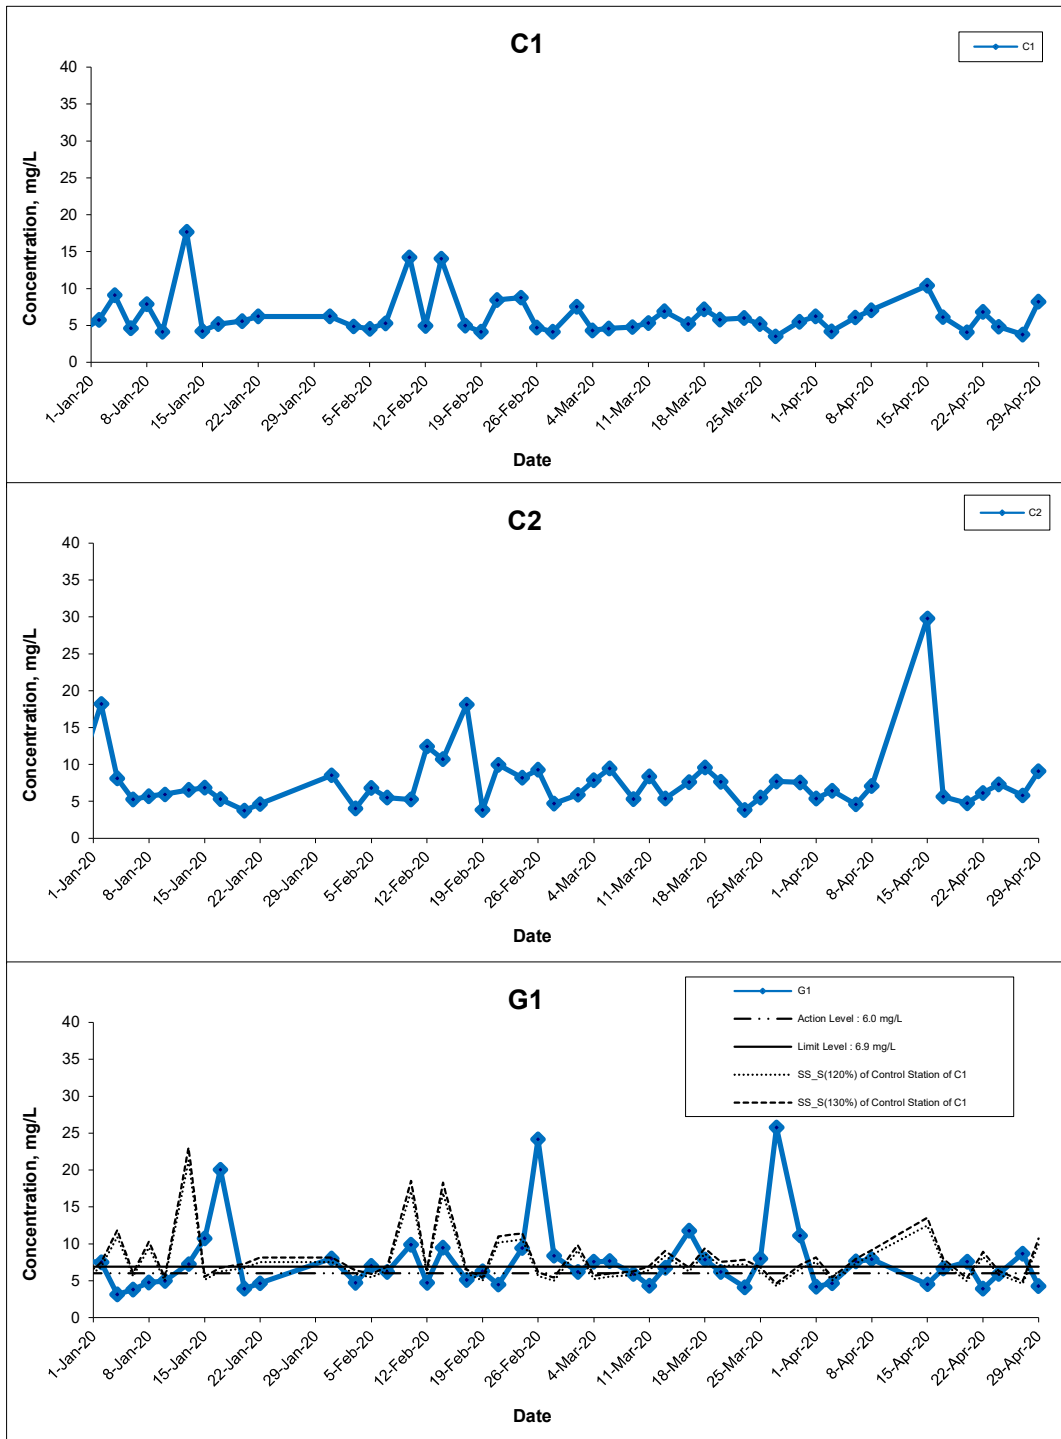 C1
C1
40
35
30
25
20
15
10
5
0
Concentration, mg/L
1-Jan-20
8-Jan-20
15-Jan-20
22-Jan-20
29-Jan-20
5-Feb-20
12-Feb-20
19-Feb-20
26-Feb-20
4-Mar-20
11-Mar-20
18-Mar-20
25-Mar-20
1-Apr-20
8-Apr-20
15-Apr-20
22-Apr-20
29-Apr-20
Date
C2
C2
40
35
30
25
20
15
10
5
0
Concentration, mg/L
1-Jan-20
8-Jan-20
15-Jan-20
22-Jan-20
29-Jan-20
5-Feb-20
12-Feb-20
19-Feb-20
26-Feb-20
4-Mar-20
11-Mar-20
18-Mar-20
25-Mar-20
1-Apr-20
8-Apr-20
15-Apr-20
22-Apr-20
29-Apr-20
Date
G1
G1
Action Level : 6.0 mg/L
Limit Level : 6.9 mg/L
SS_S(120%) of Control Station of C1
SS_S(130%) of Control Station of C1
40
35
30
25
20
15
10
5
0
Concentration, mg/L
1-Jan-20
8-Jan-20
15-Jan-20
22-Jan-20
29-Jan-20
5-Feb-20
12-Feb-20
19-Feb-20
26-Feb-20
4-Mar-20
11-Mar-20
18-Mar-20
25-Mar-20
1-Apr-20
8-Apr-20
15-Apr-20
22-Apr-20
29-Apr-20
Date